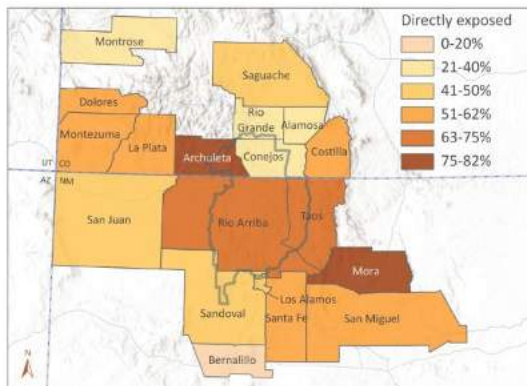 Directly exposed
0-20%
21-40%
41-50%
51-62%
63-75%
75-82%
Montrose
Saguache
Dolores
Rio
Grande
Alamosa
Montezuma
La Plata
Archuleta
Conejos
Costilla
UT CO
AZ NM
San Juan
Rio Arriba
Taos
Mora
Los Alamos
Sandoval
Santa Fe
San Miguel
Bernalillo
N